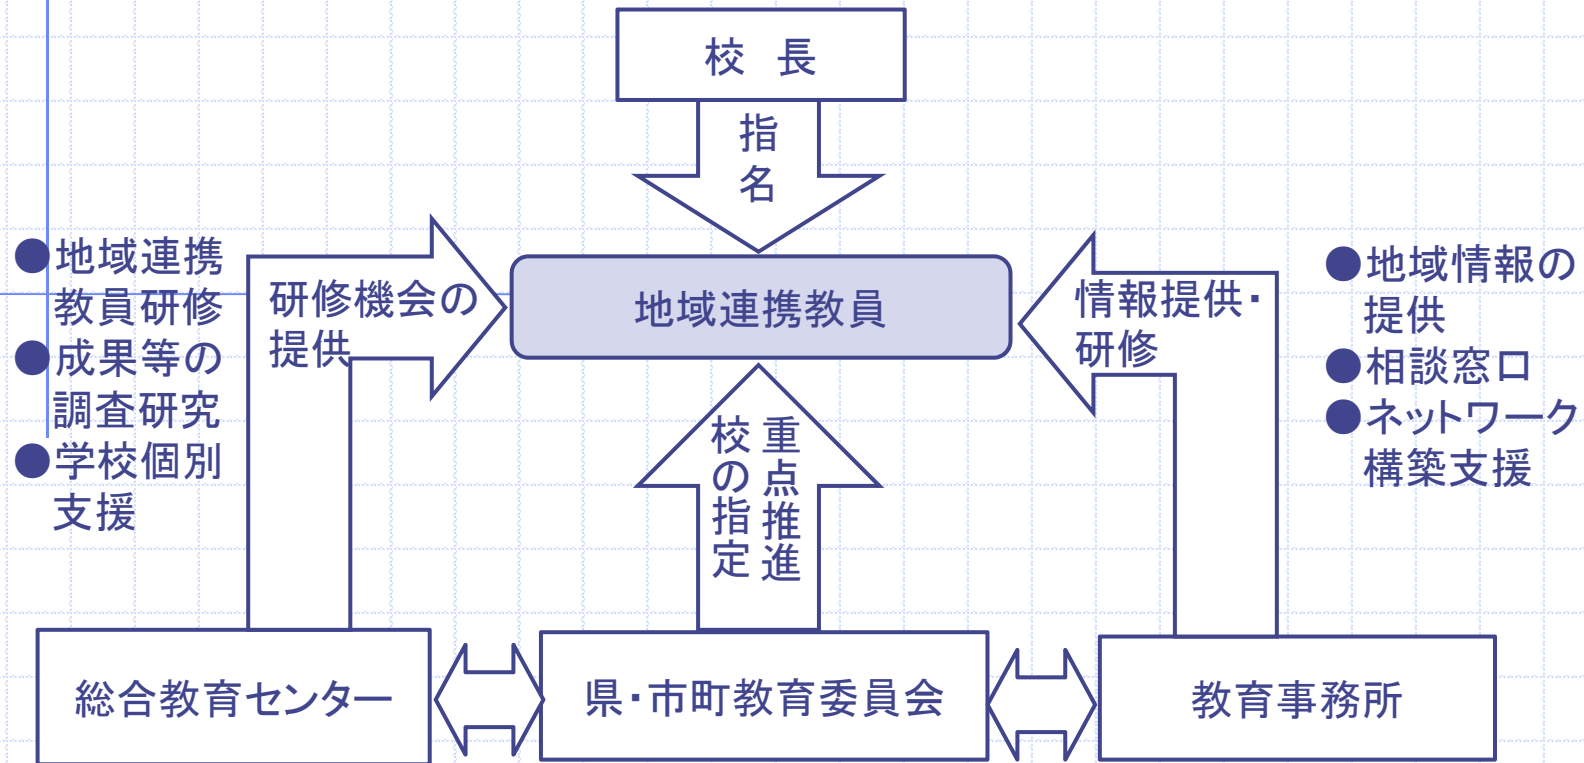 校　長
指名
●地域連携
教員研修
●成果等の
調査研究
●学校個別
支援
研修機会の
提供
地域連携教員
情報提供・
研修
●地域情報の
提供
●相談窓口
●ネットワーク
構築支援
重点推進
校の指定
総合教育センター
県・市町教育委員会
教育事務所